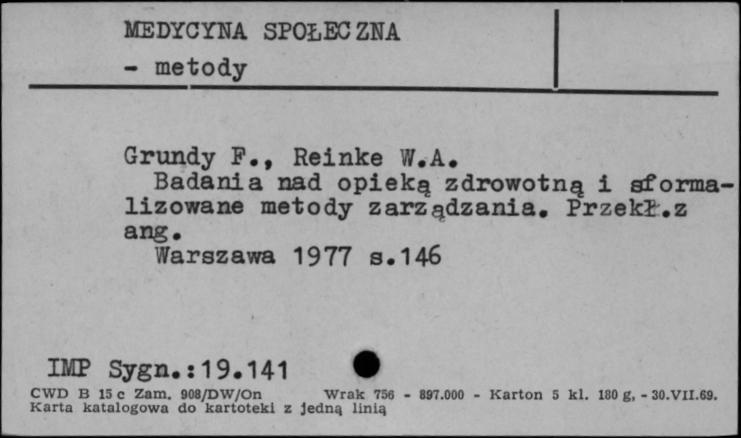 MEDYCYNA SPOŁECZNA
- metody
Grundy F., Reinke W.A.
Badania nad opieką zdrowotną i sforma-
lizowane metody zarządzania. Przekł.z
ang.
Warszawa 1977 s.146
IMP Sygn.:19.141
CWD B 15 c Zam. 908/DW/On Wrak 756 - 897.000 - Karton 5 kl. 180 g, - 30.VII.69.
Karta katalogowa do kartoteki z jedną linią